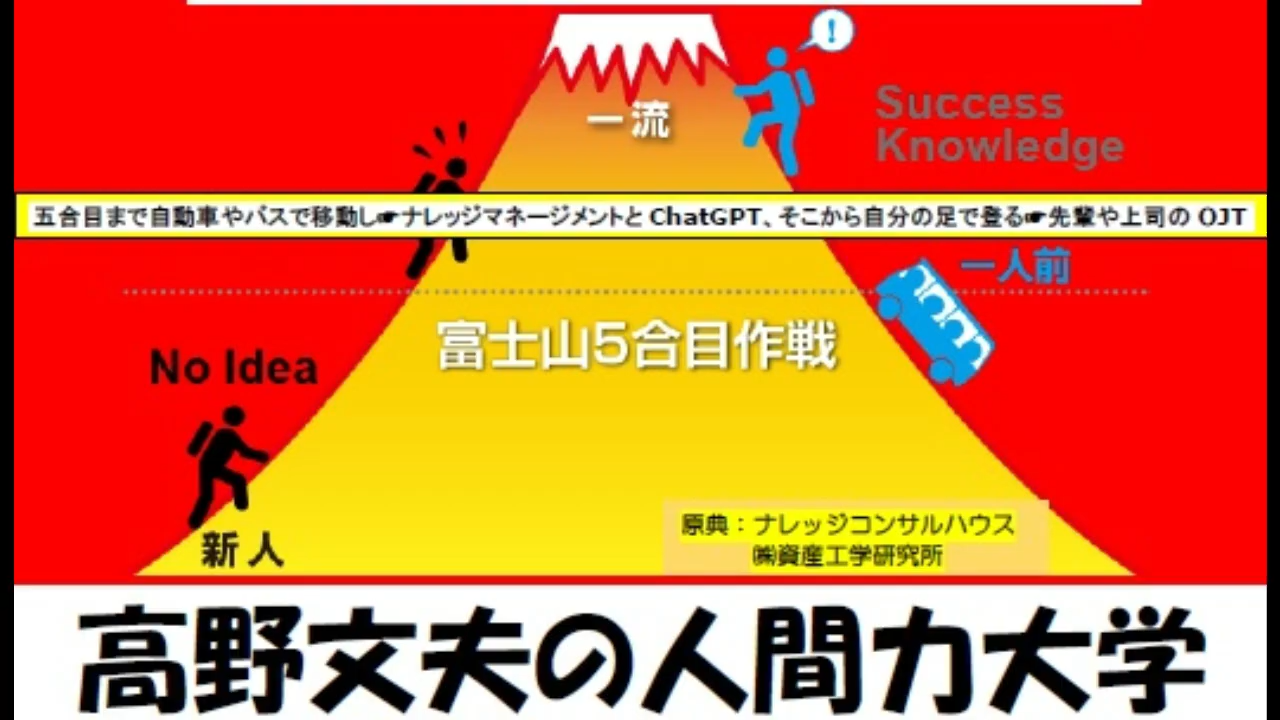 !
一流
Success
Knowledge
五合目まで自動車やバスで移動し☛ナレッジマネージメントと ChatGPT、そこから自分の足で登る☛先輩や上司の OJT
一人前
富士山5合目作戦
No Idea
新人
原典：ナレッジコンサルハウス
㈱資産工学研究所
高野文夫の人間力大学